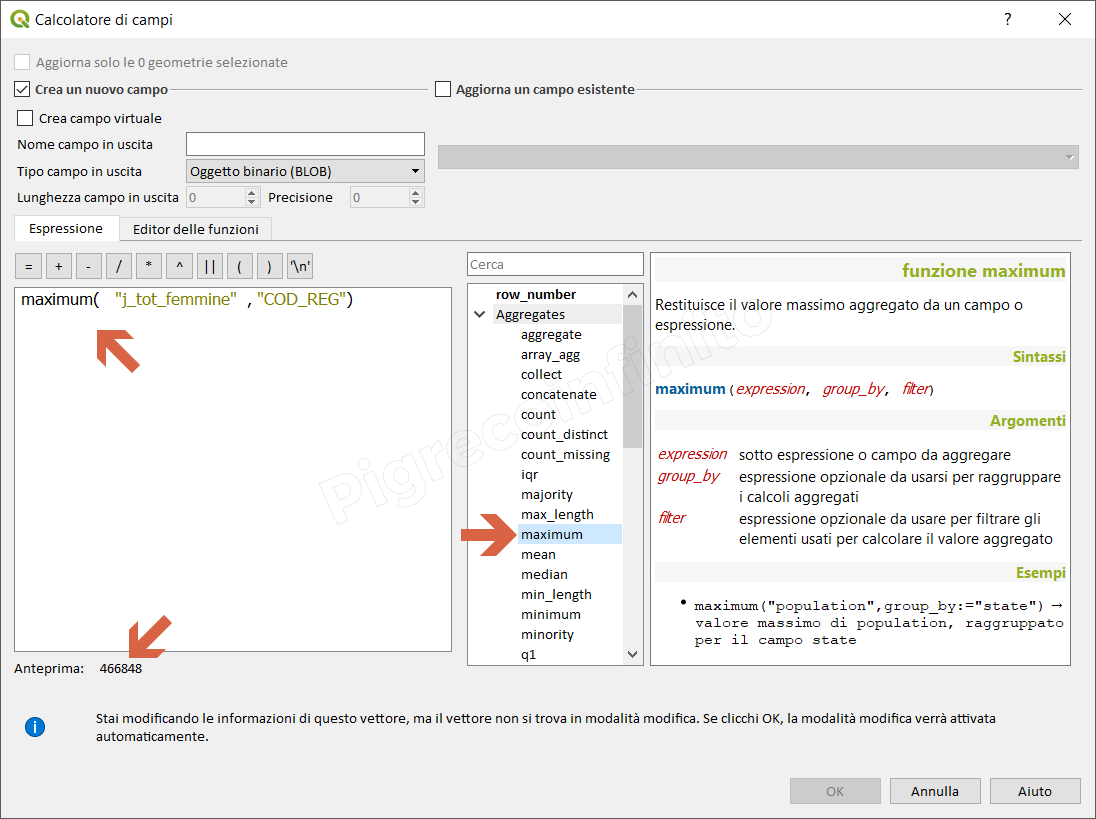 Calcolatore di campi
?
Aggiorna solo le 0 geometrie selezionate
Crea un nuovo campo
Aggiorna un campo esistente
Crea campo virtuale
Nome campo in uscita
Tipo campo in uscita Oggetto binario (BLOB)
Lunghezza campo in uscita 0 Precisione 0
Espressione Editor delle funzioni
= + - / * ^ || ( ) '\n'
maximum( "j_tot_femmine" ,"COD_REG")
Anteprima: 466848
Cerca
row_number
Aggregates
aggregate
array_agg
collect
concatenate
count
count_distinct
count_missing
iqr
majority
max_length
maximum
mean
median
min_length
minimum
minority
q1
funzione maximum
Restituisce il valore massimo aggregato da un campo o
espressione.
Sintassi
maximum (expression, group_by, filter)
Argomenti
expression sotto espressione o campo da aggregare
group_by espressione opzionale da usarsi per raggruppare
i calcoli aggregati
filter espressione opzionale da usare per filtrare gli
elementi usati per calcolare il valore aggregato
Esempi
• maximum("population",group_by:="state") →
valore massimo di population, raggruppato
per il campo state
Pigrecoinfinito
Stai modificando le informazioni di questo vettore, ma il vettore non si trova in modalità modifica. Se clicchi OK, la modalità modifica verrà attivata
automaticamente.
OK Annulla Aiuto